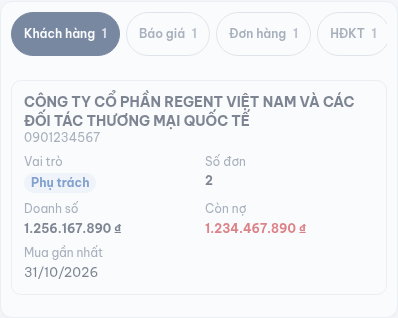 Khách hàng 1
Báo giá 1
Đơn hàng 1
HĐKT 1
CÔNG TY CỔ PHẦN REGENT VIỆT NAM VÀ CÁC
ĐỐI TÁC THƯƠNG MẠI QUỐC TẾ
0901234567
Vai trò
Số đơn
Phụ trách
2
Doanh số
Còn nợ
1.256.167.890 ₫
1.234.467.890 ₫
Mua gần nhất
31/10/2026